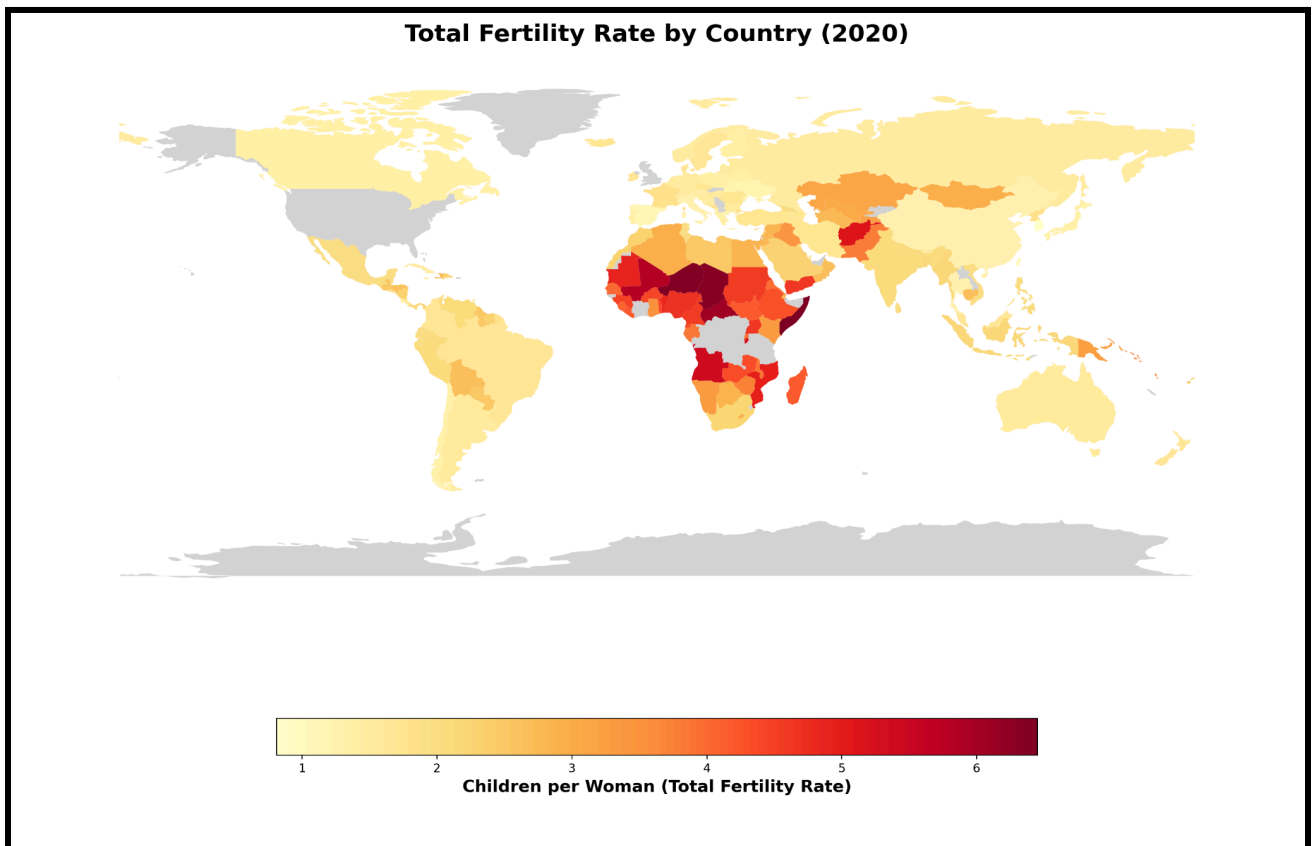 Total Fertility Rate by Country (2020)
1 2 3 4 5 6
Children per Woman (Total Fertility Rate)